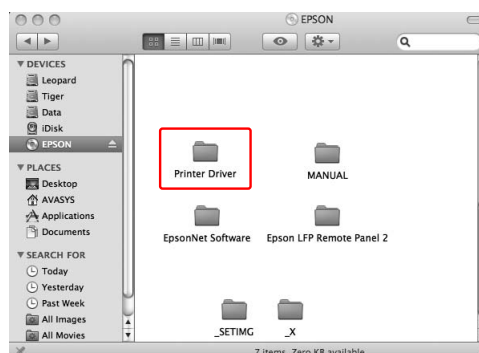 EPSON
DEVICES
Leopard
Tiger
Data
iDisk
EPSON
PLACES
Desktop
AVASYS
Applications
Documents
SEARCH FOR
Today
Yesterday
Past Week
All Images
All Movies
Printer Driver
MANUAL
EpsonNet Software
Epson LFP Remote Panel 2
_SETIMG
_X
7 items, Zero KB available